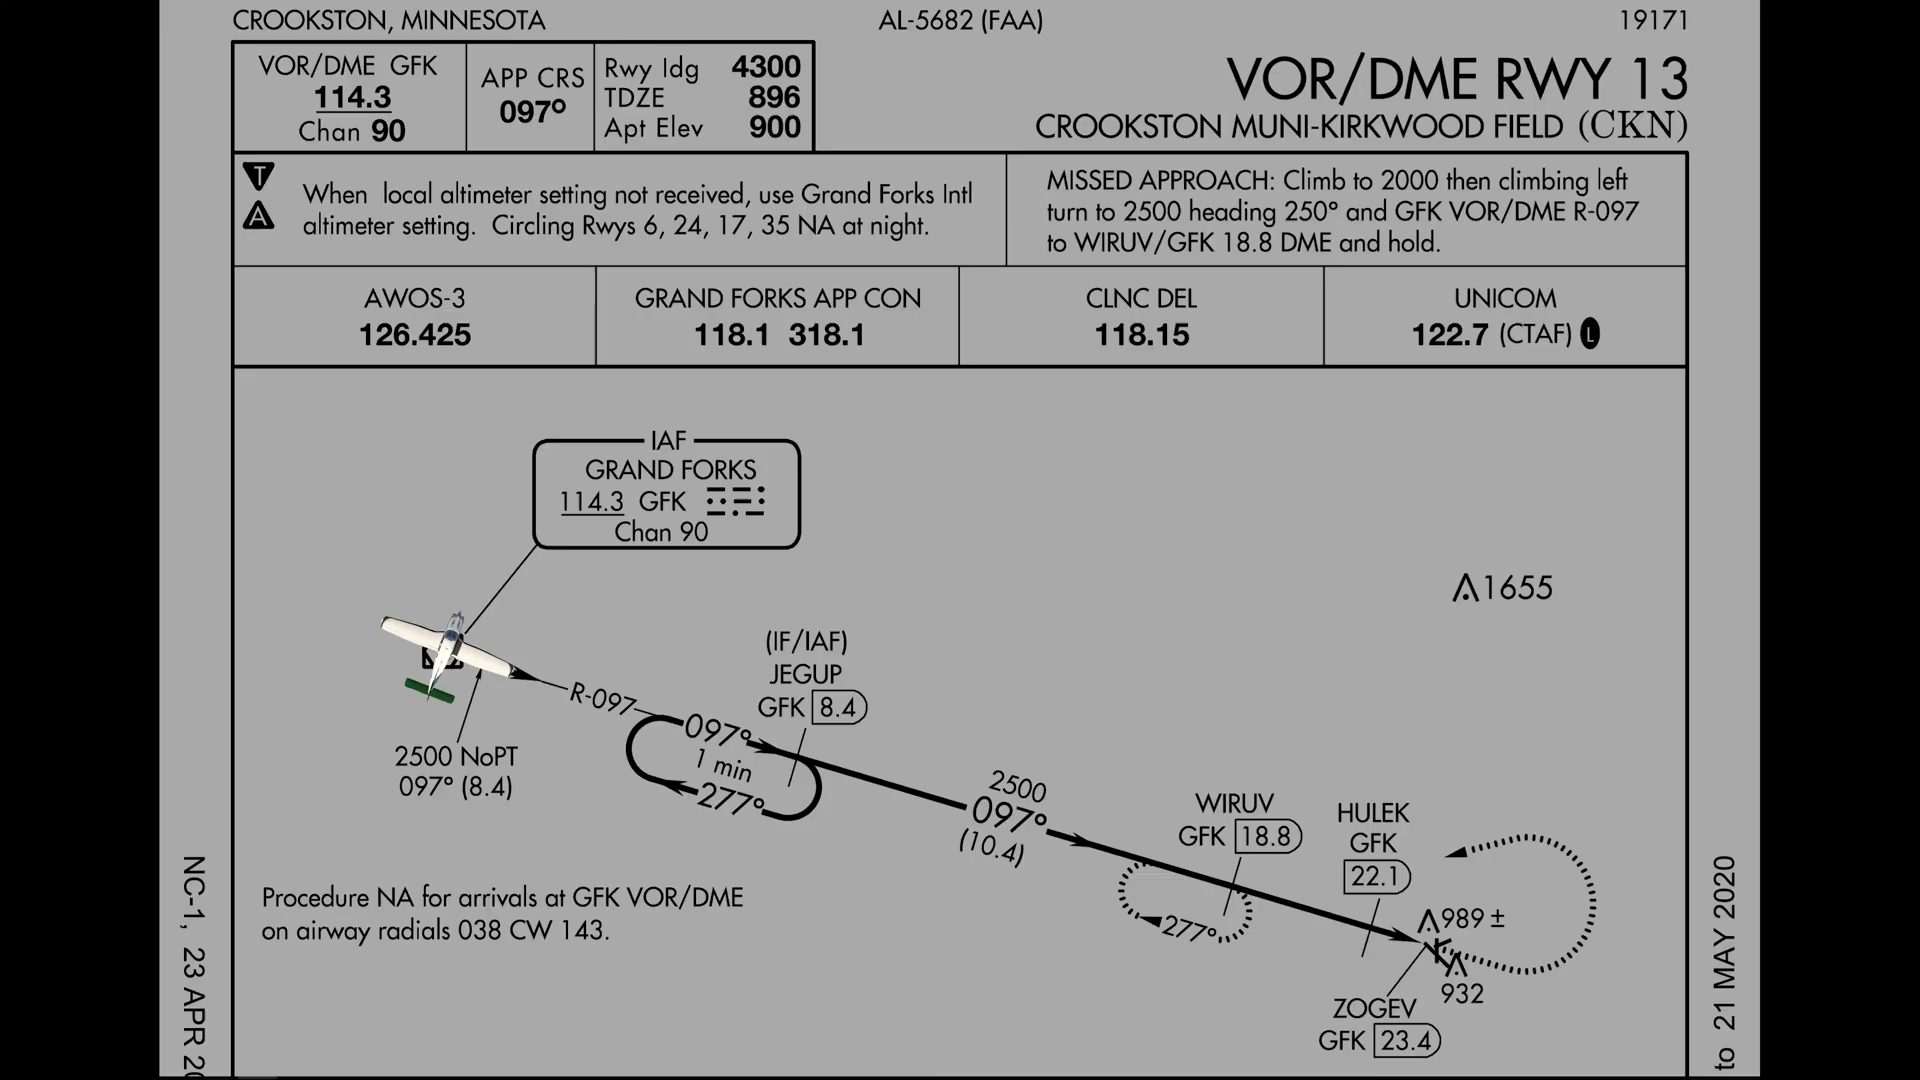 CROOKSTON, MINNESOTA
AL-5682 (FAA)
19171
VOR/DME GFK
114.3
Chan 90
APP CRS
097°
Rwy ldg 4300
TDZE 896
Apt Elev 900
VOR/DME RWY 13
CROOKSTON MUNI-KIRKWOOD FIELD (CKN)
T
A
When local altimeter setting not received, use Grand Forks Intl
altimeter setting. Circling Rwys 6, 24, 17, 35 NA at night.
MISSED APPROACH: Climb to 2000 then climbing left
turn to 2500 heading 250° and GFK VOR/DME R-097
to WIRUV/GFK 18.8 DME and hold.
AWOS-3
126.425
GRAND FORKS APP CON
118.1 318.1
CLNC DEL
118.15
UNICOM
122.7 (CTAF) L
IAF
GRAND FORKS
114.3 GFK
Chan 90
1655
R-097
2500 NoPT
097° (8.4)
(IF/IAF)
JEGUP
GFK 8.4
097°
1 min
277°
2500
097°
(10.4)
WIRUV
GFK 18.8
277°
HULEK
GFK
22.1
989 ±
932
ZOGEV
GFK 23.4
Procedure NA for arrivals at GFK VOR/DME
on airway radials 038 CW 143.
NC-1, 23 APR 20
to 21 MAY 2020